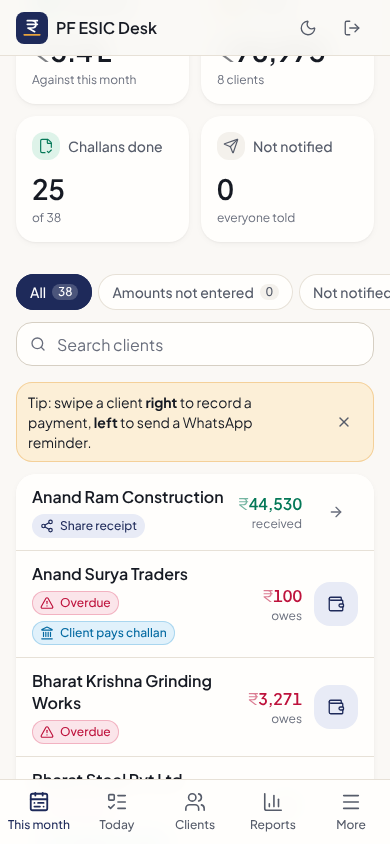 PF ESIC Desk
Against this month
8 clients
Challans done
25
of 38
Not notified
0
everyone told
All 38
Amounts not entered 0
Search clients
Tip: swipe a client right to record a
payment, left to send a WhatsApp
reminder.
Anand Ram Construction
Share receipt
₹44,530
received
Anand Surya Traders
Overdue
Client pays challan
₹100
owes
Bharat Krishna Grinding
Works
Overdue
₹3,271
owes
This month
Today
Clients
Reports
More